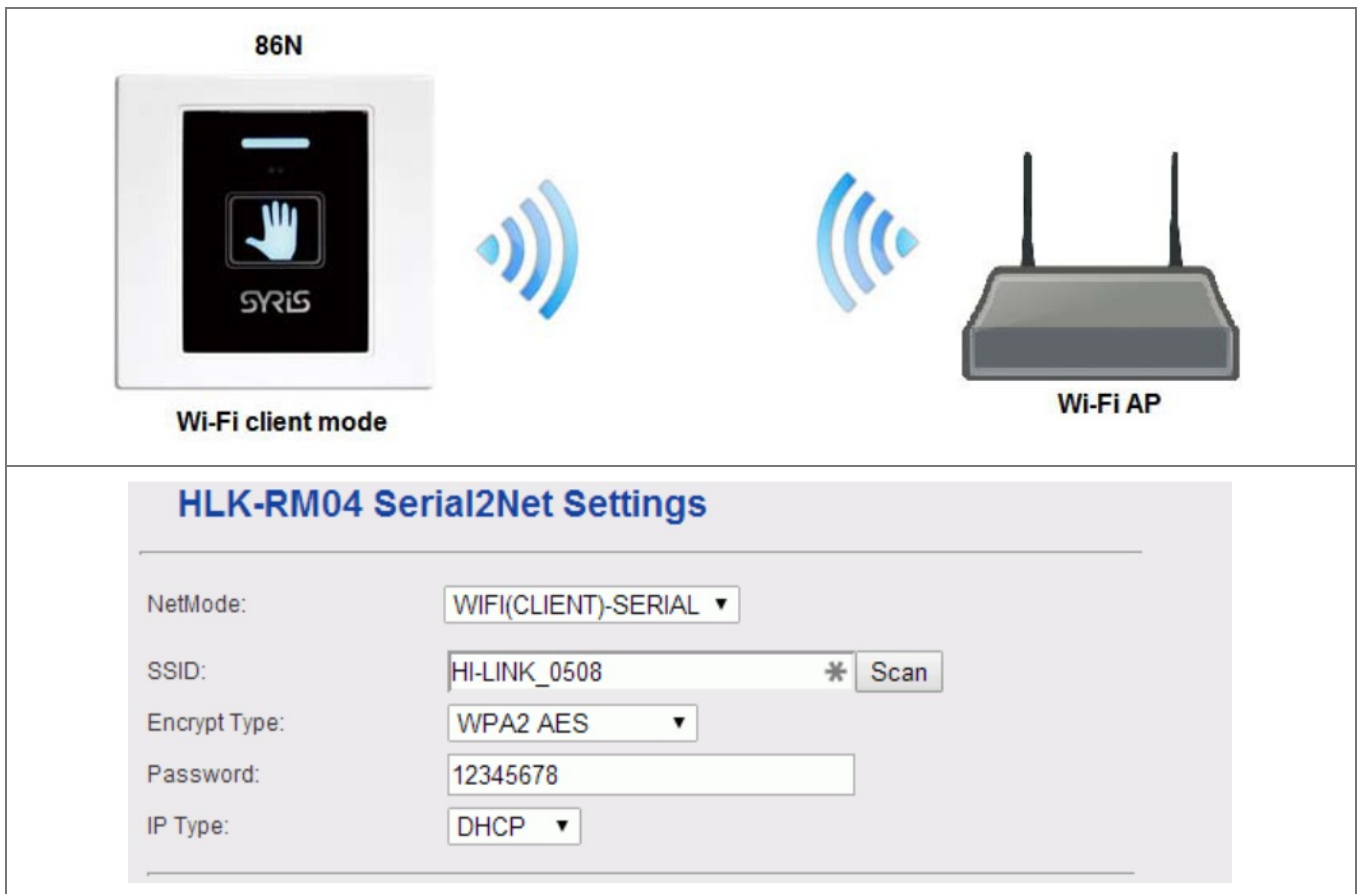 86N
SYRiS
Wi-Fi client mode
Wi-Fi AP
HLK-RM04 Serial2Net Settings
NetMode: WIFI(CLIENT)-SERIAL
SSID: HI-LINK_0508 Scan
Encrypt Type: WPA2 AES
Password: 12345678
IP Type: DHCP